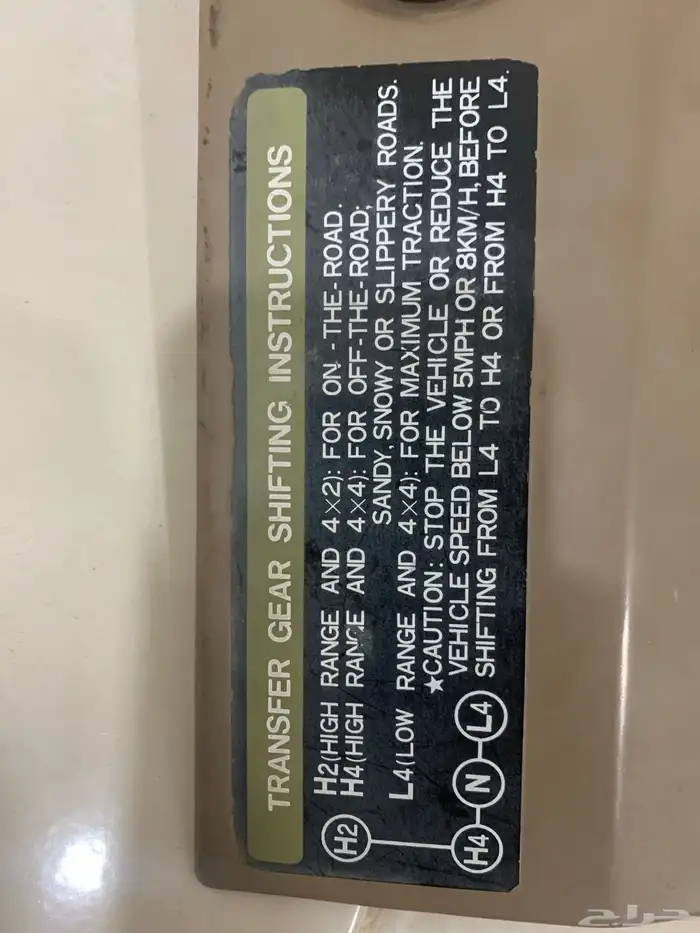 TRANSFER GEAR SHIFTING INSTRUCTIONS
H2(HIGH RANGE AND 4×2): FOR ON-THE-ROAD.
H4(HIGH RANGE AND 4×4): FOR OFF-THE-ROAD;
SANDY, SNOWY OR SLIPPERY ROADS.
L4(LOW RANGE AND 4×4): FOR MAXIMUM TRACTION.
★CAUTION: STOP THE VEHICLE OR REDUCE THE
VEHICLE SPEED BELOW 5MPH OR 8KM/H, BEFORE
SHIFTING FROM L4 TO H4 OR FROM H4 TO L4.
H2
H4 N L4
حراج